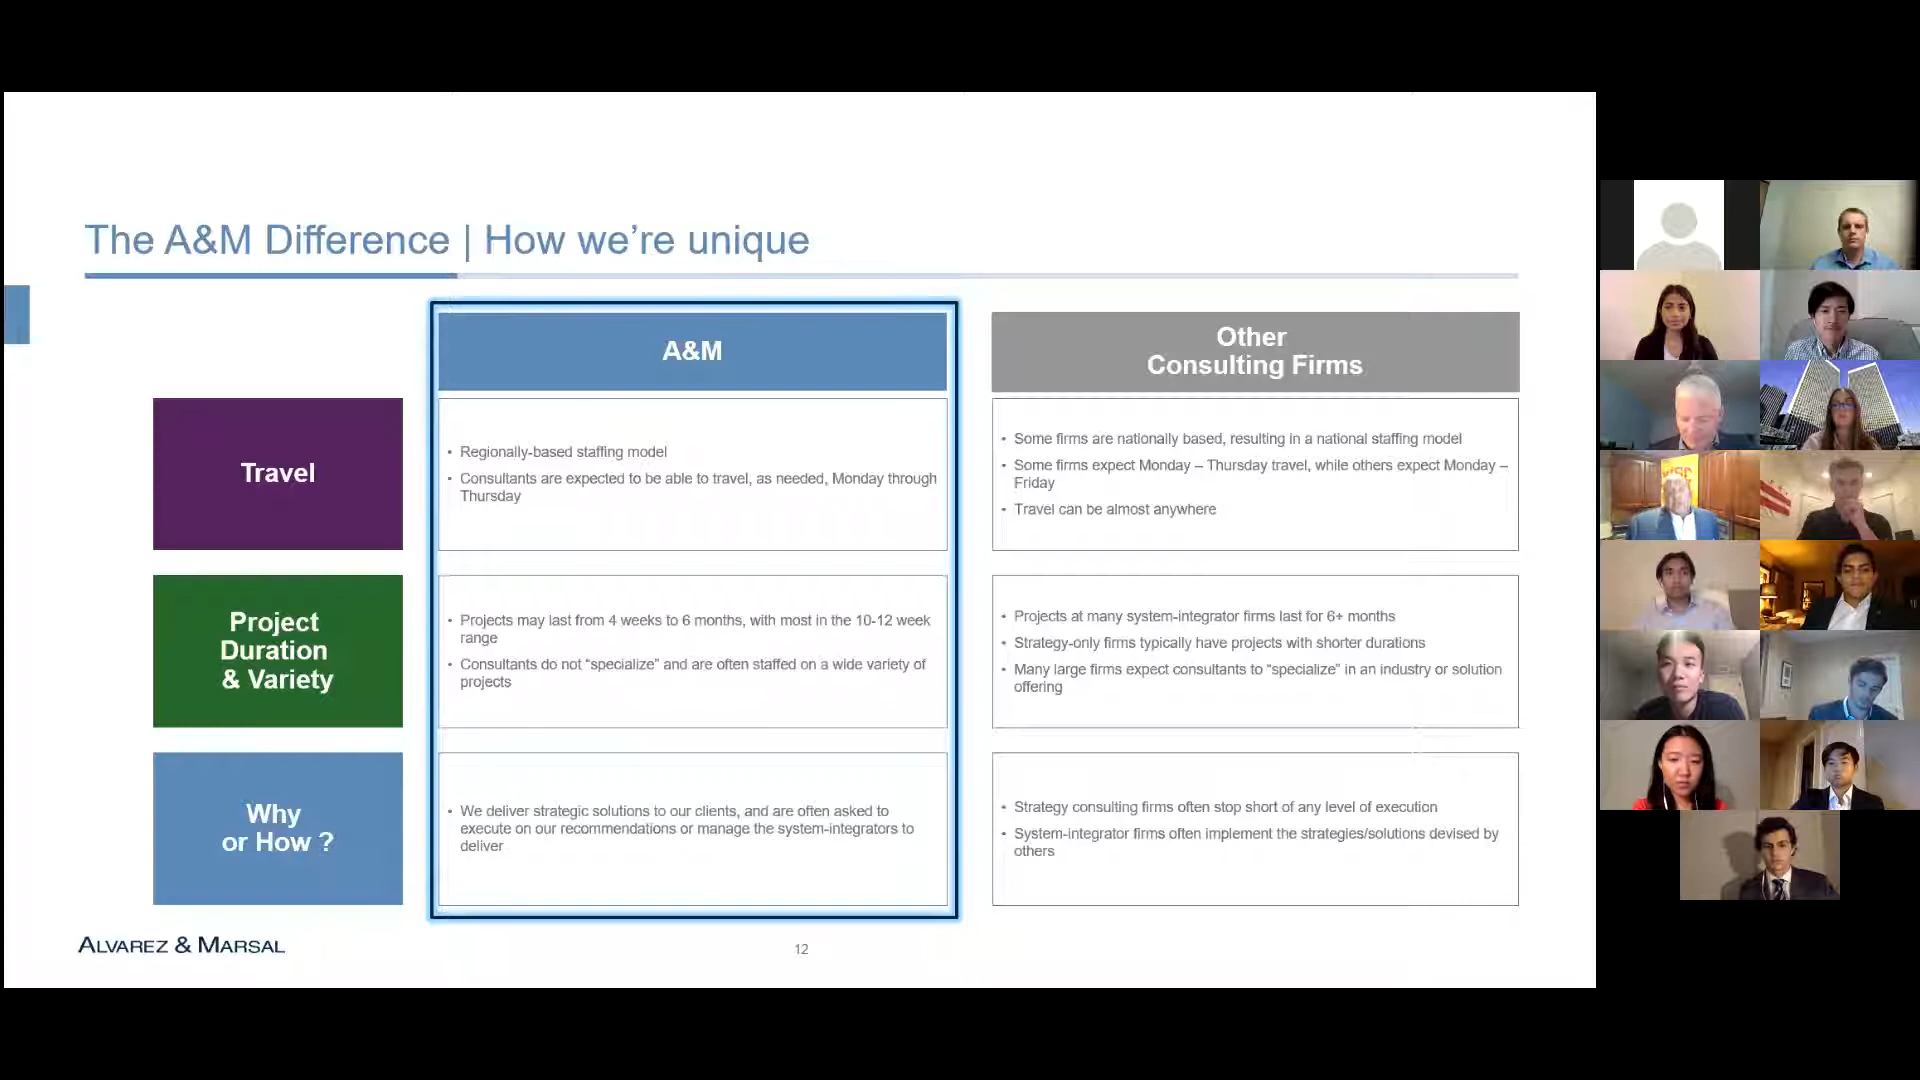 The A&M Difference | How we’re unique
A&M
Other
Consulting Firms
Travel
• Regionally-based staffing model
• Consultants are expected to be able to travel, as needed, Monday through
Thursday
• Some firms are nationally based, resulting in a national staffing model
• Some firms expect Monday – Thursday travel, while others expect Monday –
Friday
• Travel can be almost anywhere
Project
Duration
& Variety
• Projects may last from 4 weeks to 6 months, with most in the 10-12 week
range
• Consultants do not “specialize” and are often staffed on a wide variety of
projects
• Projects at many system-integrator firms last for 6+ months
• Strategy-only firms typically have projects with shorter durations
• Many large firms expect consultants to “specialize” in an industry or solution
offering
Why
or How ?
• We deliver strategic solutions to our clients, and are often asked to
execute on our recommendations or manage the system-integrators to
deliver
• Strategy consulting firms often stop short of any level of execution
• System-integrator firms often implement the strategies/solutions devised by
others
ALVAREZ & MARSAL
12